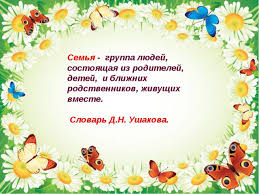 Семья - группа людей,
состоящая из родителей,
детей, и ближних
родственников, живущих
вместе.
Словарь Д.Н. Ушакова.